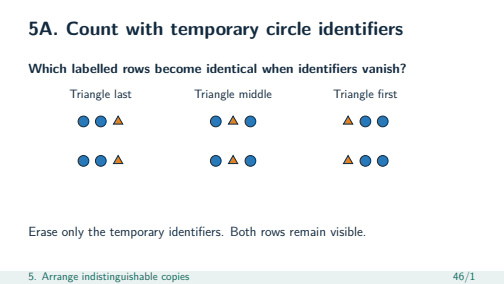 5A. Count with temporary circle identifiers
Which labelled rows become identical when identifiers vanish?
Triangle last Triangle middle Triangle first
Erase only the temporary identifiers. Both rows remain visible.
5. Arrange indistinguishable copies 46/1